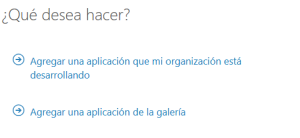 ¿Qué desea hacer?
Agregar una aplicación que mi organización está
desarrollando
Agregar una aplicación de la galería